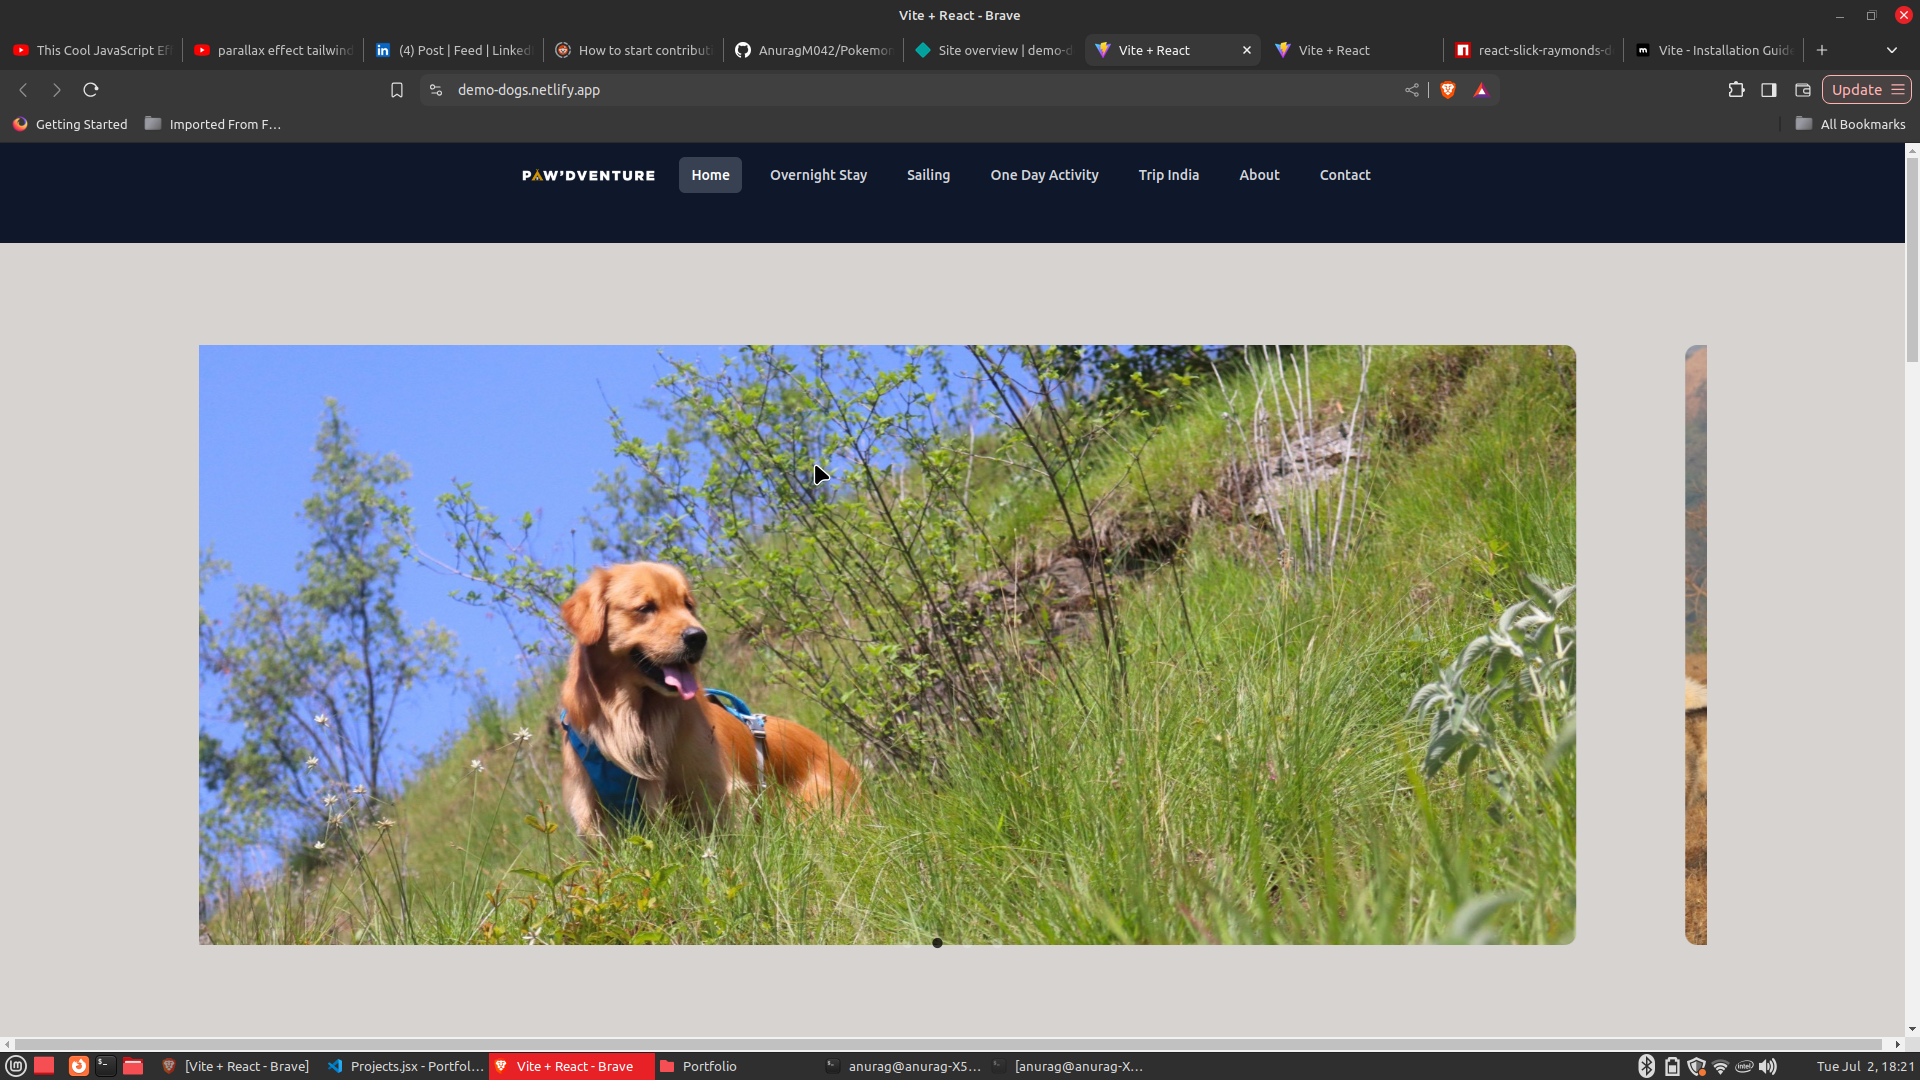 Vite + React - Brave
This Cool JavaScript Ef
parallax effect tailwind
(4) Post | Feed | Linked
How to start contribut
AnuragM042/Pokemon
Site overview | demo-d
Vite + React
Vite + React
react-slick-raymonds-d
Vite - Installation Guide
demo-dogs.netlify.app
Update
Getting Started
Imported From F…
All Bookmarks
PAW'DVENTURE
Home
Overnight Stay
Sailing
One Day Activity
Trip India
About
Contact
[Vite + React - Brave]
Projects.jsx - Portfol…
Vite + React - Brave
Portfolio
anurag@anurag-X5…
[anurag@anurag-X…
Tue Jul 2, 18:21